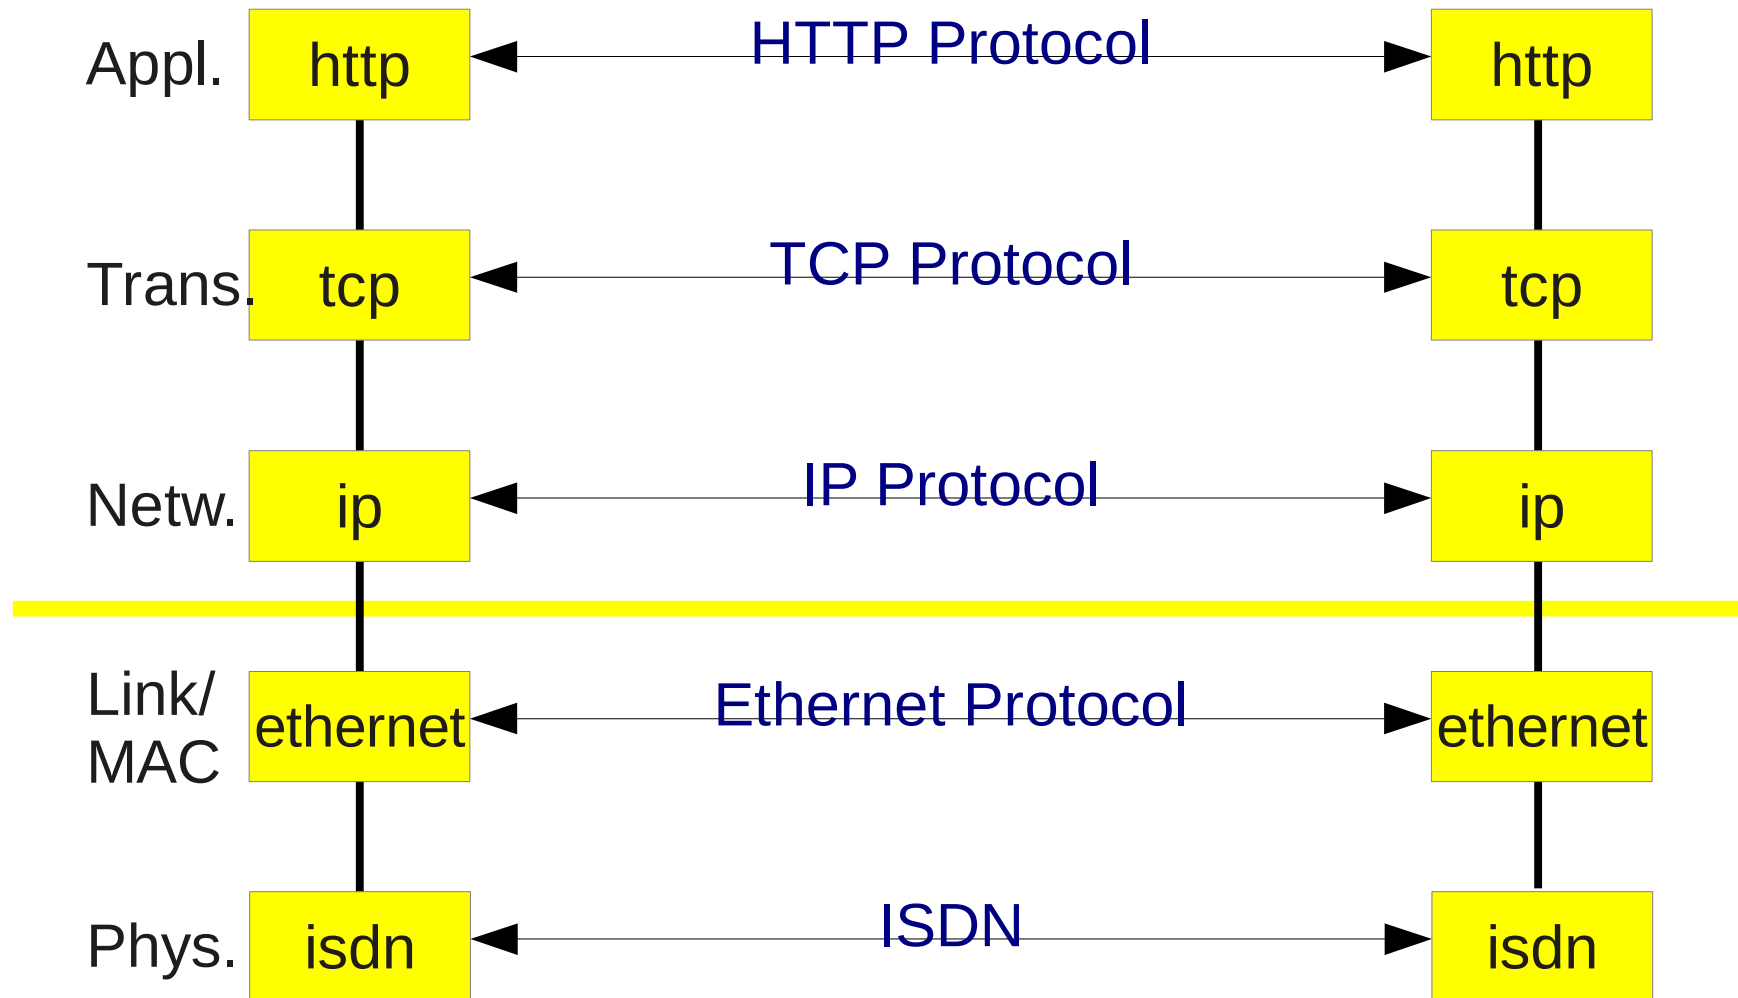 Appl. http HTTP Protocol http
Trans. tcp TCP Protocol tcp
Netw. ip IP Protocol ip
Link/
MAC ethernet Ethernet Protocol ethernet
Phys. isdn ISDN isdn